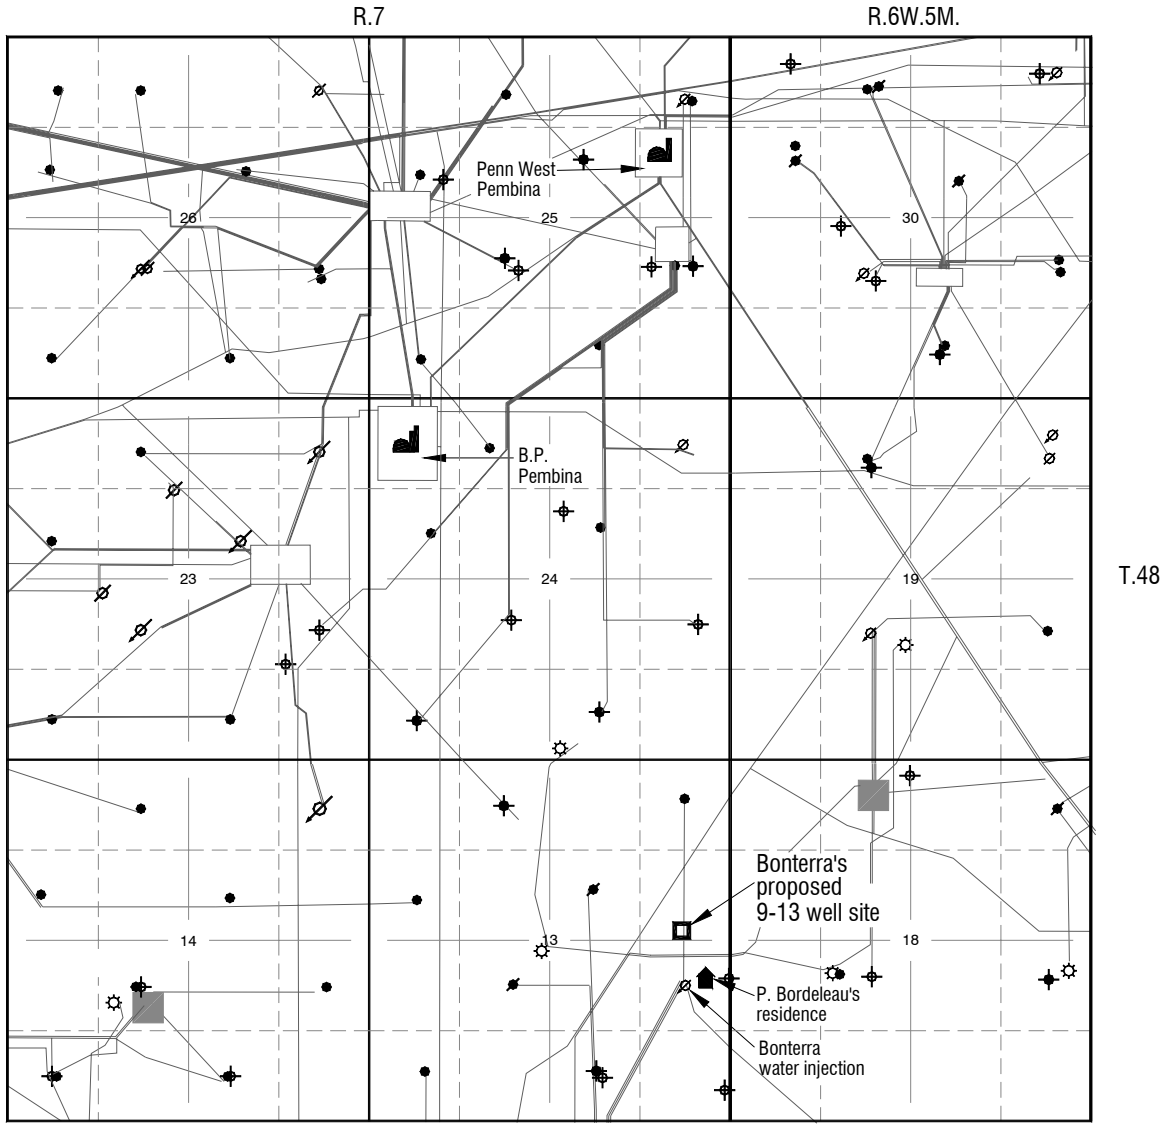 R.7
R.6W.5M.
Penn West
Pembina
26
25
30
B.P.
Pembina
23
24
19
T.48
Bonterra's
proposed
9-13 well site
14
13
18
P. Bordeleau's
residence
Bonterra
water injection